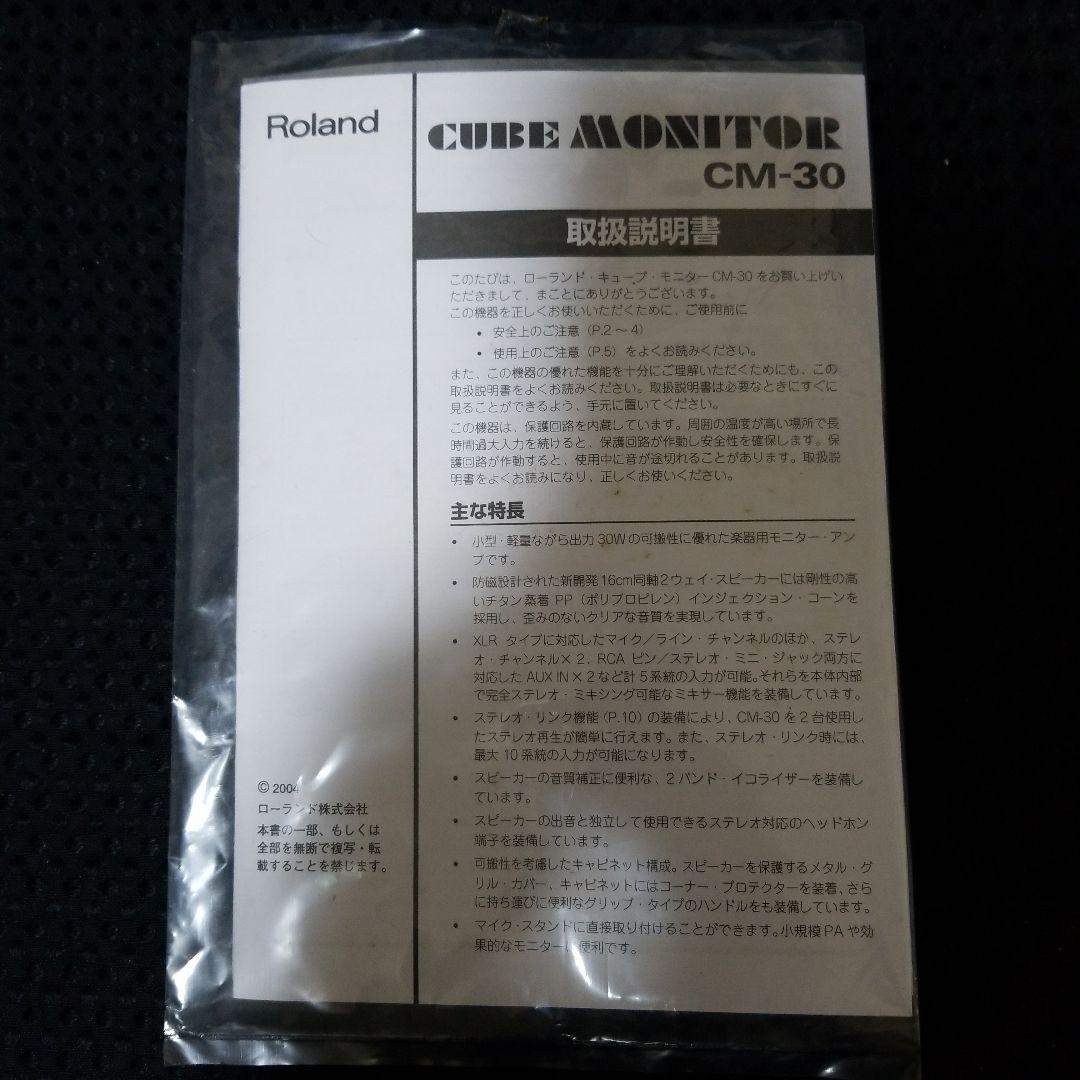 Roland
CUBE MONITOR
CM-30
取扱説明書
このたびは、ローランド・キューブ・モニター CM-30 をお買い上げい
ただきまして、まことにありがとうございます。
この機器を正しくお使いいただくために、ご使用前に
• 安全上のご注意（P.2 〜 4）
• 使用上のご注意（P.5）をよくお読みください。
また、この機器の優れた機能を十分にご理解いただくためにも、この
取扱説明書をよくお読みください。取扱説明書は必要なときにすぐに
見ることができるよう、手元に置いてください。
この機器は、保護回路を内蔵しています。周囲の温度が高い場所で長
時間過大入力を続けると、保護回路が作動し安全性を確保します。保
護回路が作動すると、使用中に音が途切れることがあります。取扱説
明書をよくお読みになり、正しくお使いください。
主な特長
• 小型・軽量ながら出力 30W の可搬性に優れた楽器用モニター・アン
プです。
• 防磁設計された新開発 16cm同軸2ウェイ・スピーカーには剛性の高
いチタン蒸着 PP（ポリプロピレン）インジェクション・コーンを
採用し、歪みのないクリアな音質を実現しています。
• XLR タイプに対応したマイク／ライン・チャンネルのほか、ステレ
オ・チャンネル× 2、RCA ピン／ステレオ・ミニ・ジャック両方に
対応した AUX IN × 2 など計 5 系統の入力が可能。それらを本体内部
で完全ステレオ・ミキシング可能なミキサー機能を装備しています。
• ステレオ・リンク機能（P.10）の装備により、CM-30 を 2 台使用し
たステレオ再生が簡単に行えます。また、ステレオ・リンク時には、
最大 10 系統の入力が可能になります。
• スピーカーの音質補正に便利な、2 バンド・イコライザーを装備し
ています。
• スピーカーの出音と独立して使用できるステレオ対応のヘッドホン
端子を装備しています。
• 可搬性を考慮したキャビネット構成。スピーカーを保護するメタル・グ
リル・カバー、キャビネットにはコーナー・プロテクターを装着、さら
に持ち運びに便利なグリップ・タイプのハンドルをも装備しています。
• マイク・スタンドに直接取り付けることができます。小規模 PA や効
果的なモニターに便利です。
© 2004
ローランド株式会社
本書の一部、もしくは
全部を無断で複写・転
載することを禁じます。